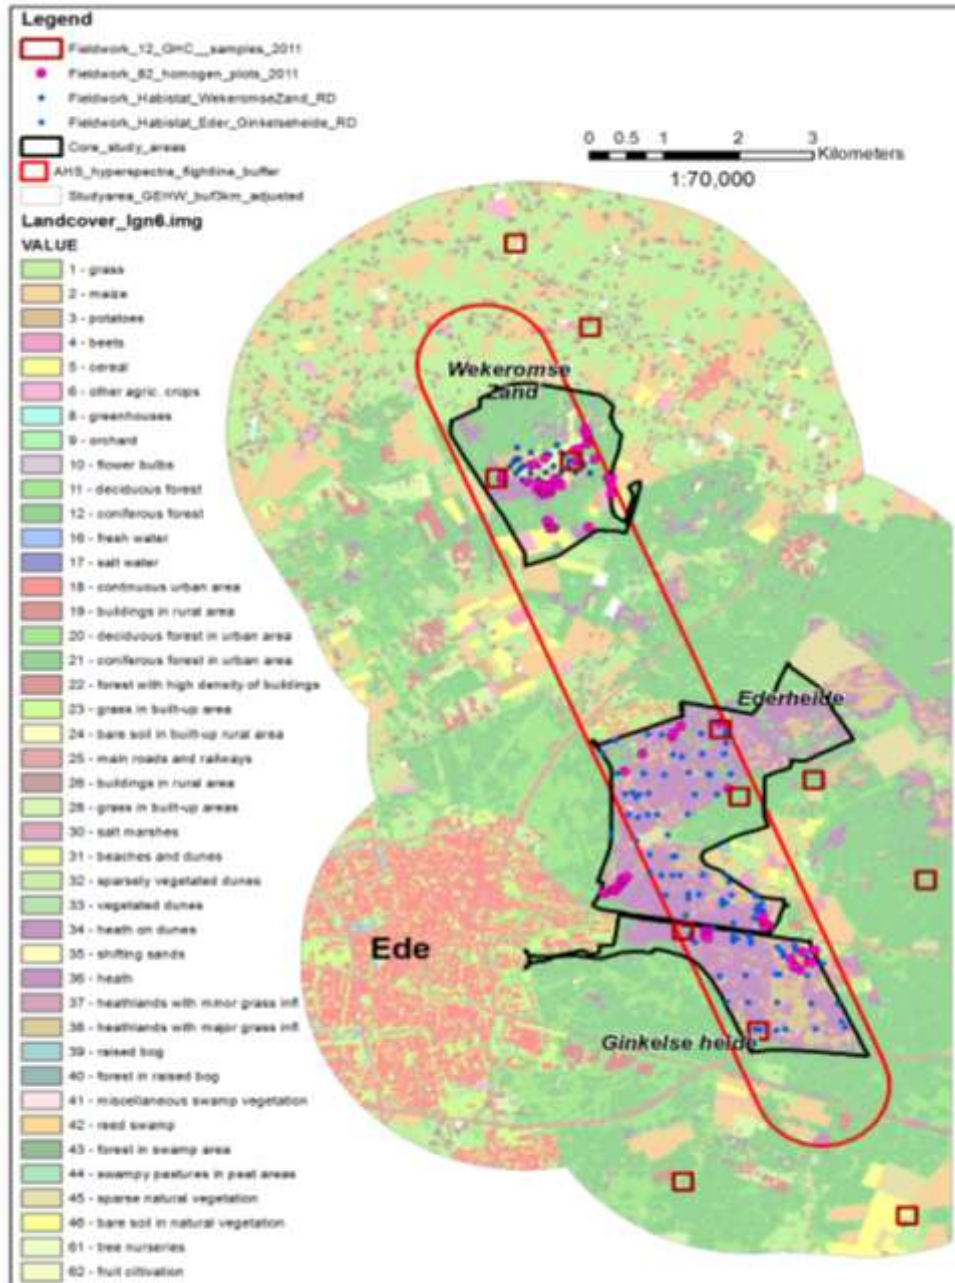 Legend
Fieldwork_12_GHC__samples_2011
Fieldwork_82_homogen_plots_2011
Fieldwork_Habistat_WekeromseZand_RD
Fieldwork_Habistat_Eder_Ginkelseheide_RD
Core_study_areas
AHS_hyperspectra_flightline_buffer
Studyarea_GEHW_buf3km_adjusted
Landcover_lgn6.img
VALUE
1 - grass
2 - maize
3 - potatoes
4 - beets
5 - cereal
6 - other agric. crops
8 - greenhouses
9 - orchard
10 - flower bulbs
11 - deciduous forest
12 - coniferous forest
16 - fresh water
17 - salt water
18 - continuous urban area
19 - buildings in rural area
20 - deciduous forest in urban area
21 - coniferous forest in urban area
22 - forest with high density of buildings
23 - grass in built-up area
24 - bare soil in built-up rural area
25 - main roads and railways
26 - buildings in rural area
28 - grass in built-up areas
30 - salt marshes
31 - beaches and dunes
32 - sparsely vegetated dunes
33 - vegetated dunes
34 - heath on dunes
35 - shifting sands
36 - heath
37 - heathlands with minor grass infl
38 - heathlands with major grass infl
39 - raised bog
40 - forest in raised bog
41 - miscellaneous swamp vegetation
42 - reed swamp
43 - forest in swamp area
44 - swampy pastures in peat areas
45 - sparse natural vegetation
46 - bare soil in natural vegetation
61 - tree nurseries
62 - fruit ciltivation
0 0.5 1 2 3
Kilometers
1:70,000
Wekeromse
Zand
Ederheide
Ede
Ginkelse heide